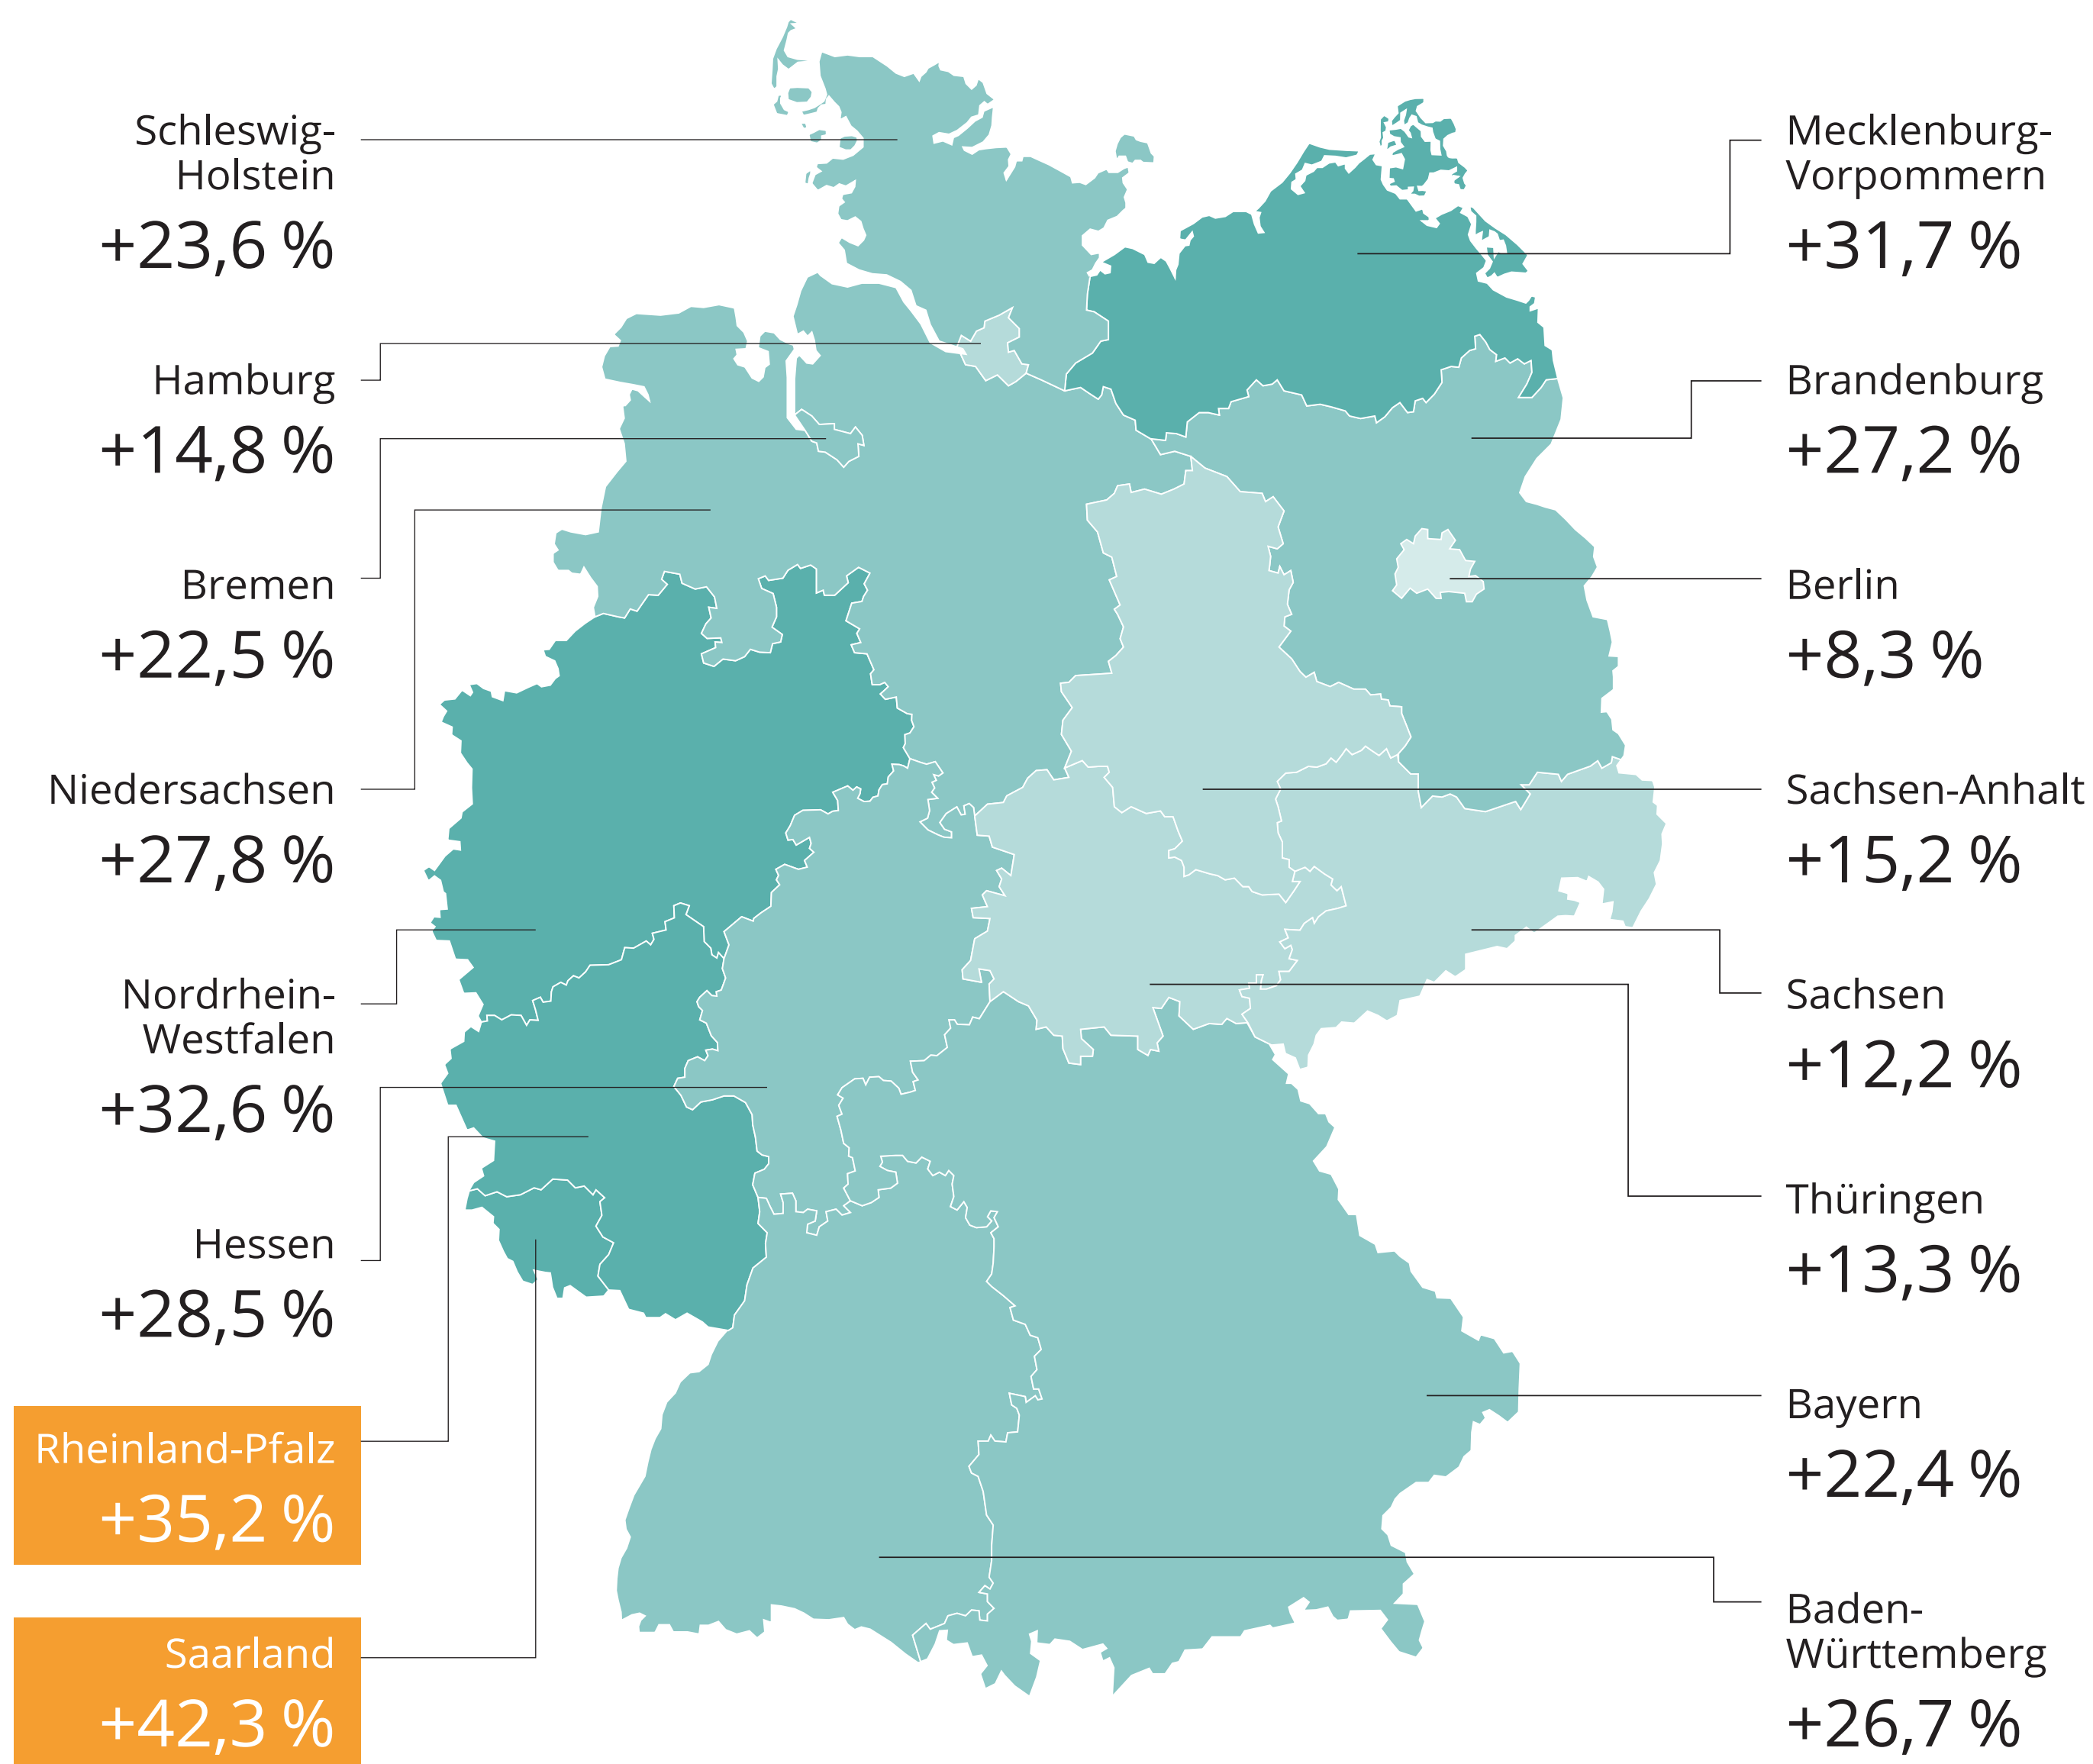 Schleswig-
Holstein
+23,6 %
Hamburg
+14,8 %
Bremen
+22,5 %
Niedersachsen
+27,8 %
Nordrhein-
Westfalen
+32,6 %
Hessen
+28,5 %
Rheinland-Pfalz
+35,2 %
Saarland
+42,3 %
Mecklenburg-
Vorpommern
+31,7 %
Brandenburg
+27,2 %
Berlin
+8,3 %
Sachsen-Anhalt
+15,2 %
Sachsen
+12,2 %
Thüringen
+13,3 %
Bayern
+22,4 %
Baden-
Württemberg
+26,7 %